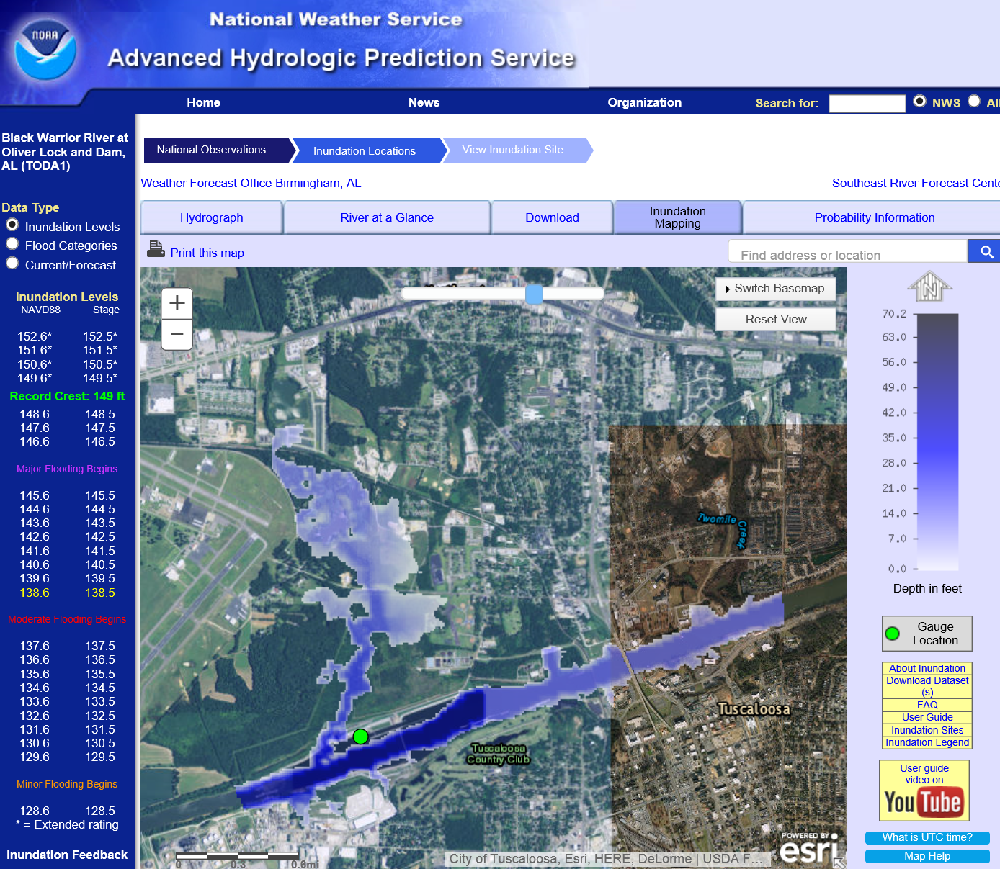 National Weather Service
NOAA
Advanced Hydrologic Prediction Service
Home News Organization Search for: NWS All
Black Warrior River at
Oliver Lock and Dam,
AL (TODA1)
National Observations Inundation Locations View Inundation Site
Weather Forecast Office Birmingham, AL Southeast River Forecast Cente
Data Type
Inundation Levels
Flood Categories
Current/Forecast
Hydrograph River at a Glance Download Inundation Mapping Probability Information
Print this map Find address or location
Inundation Levels
NAVD88 Stage
152.6* 152.5*
151.6* 151.5*
150.6* 150.5*
149.6* 149.5*
Record Crest: 149 ft
148.6 148.5
147.6 147.5
146.6 146.5
Major Flooding Begins
145.6 145.5
144.6 144.5
143.6 143.5
142.6 142.5
141.6 141.5
140.6 140.5
139.6 139.5
138.6 138.5
Moderate Flooding Begins
137.6 137.5
136.6 136.5
135.6 135.5
134.6 134.5
133.6 133.5
132.6 132.5
131.6 131.5
130.6 130.5
129.6 129.5
Minor Flooding Begins
128.6 128.5
* = Extended rating
Inundation Feedback
+
−
Switch Basemap
Reset View
Twomile
Creek
Tuscaloosa
Tuscaloosa
Country Club
0 0.3 0.6mi
City of Tuscaloosa, Esri, HERE, DeLorme | USDA F...
POWERED BY
esri
N
70.2
63.0
56.0
49.0
42.0
35.0
28.0
21.0
14.0
7.0
0.0
Depth in feet
Gauge
Location
About Inundation
Download Dataset
(s)
FAQ
User Guide
Inundation Sites
Inundation Legend
User guide
video on
YouTube
What is UTC time?
Map Help